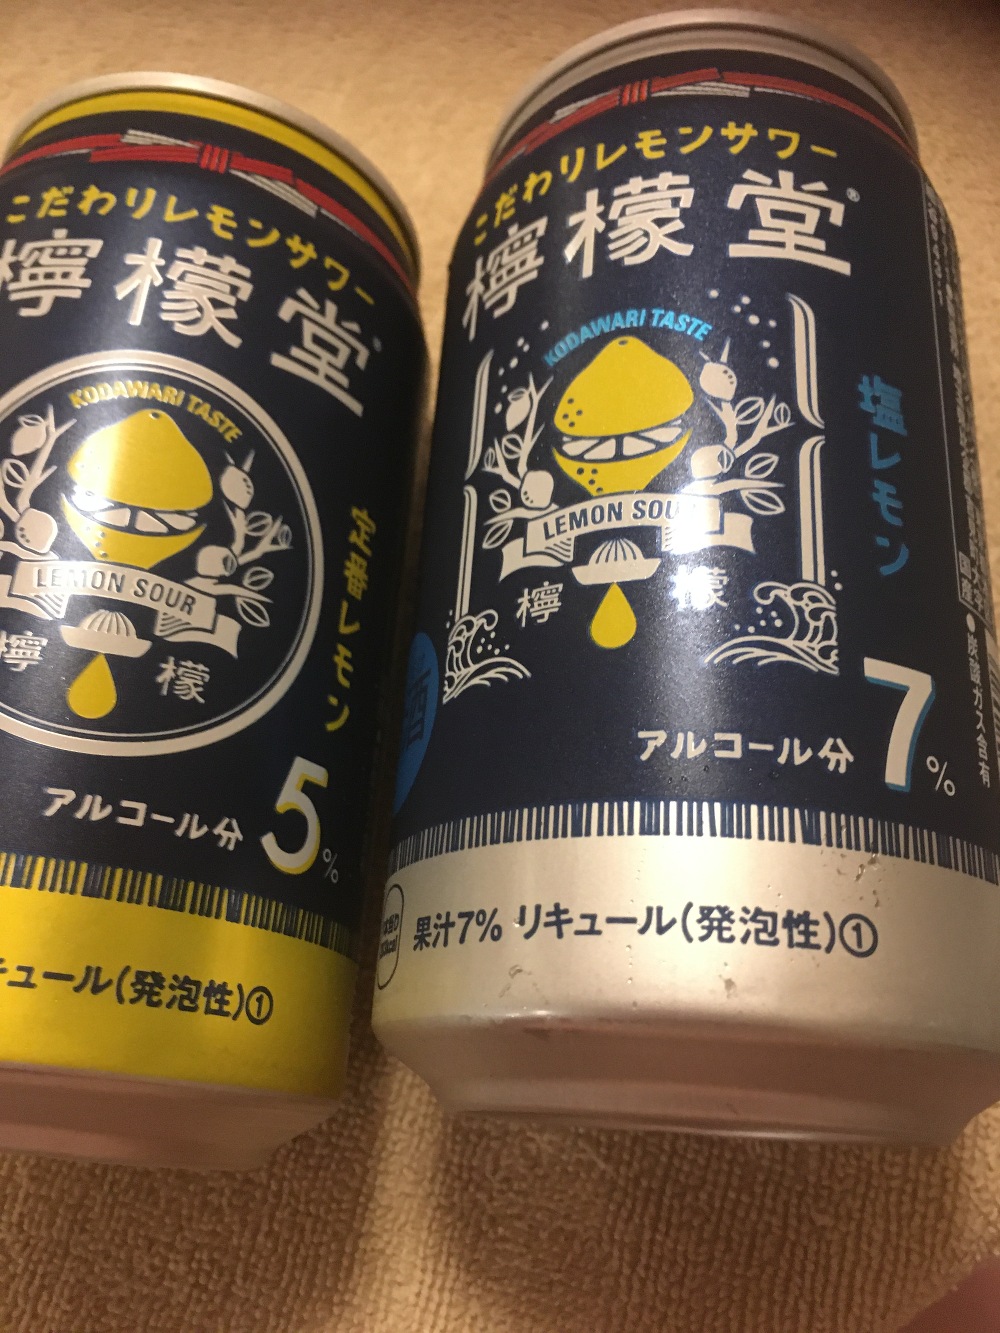 こだわりレモンサワー
檸檬堂
KODAWARI TASTE
LEMON SOUR
檸 檬
定番レモン
アルコール分 5%
キュール(発泡性)①
こだわりレモンサワー
檸檬堂®
KODAWARI TASTE
LEMON SOUR
檸 檬
塩レモン
アルコール分 7%
果汁7% リキュール(発泡性)①
国産
炭酸ガス含有